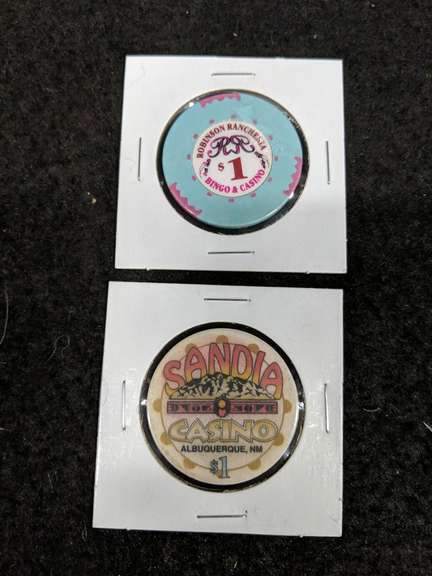 ROBINSON RANCHERIA
RR
$1
BINGO & CASINO
SANDIA
CASINO
ALBUQUERQUE, NM
$1